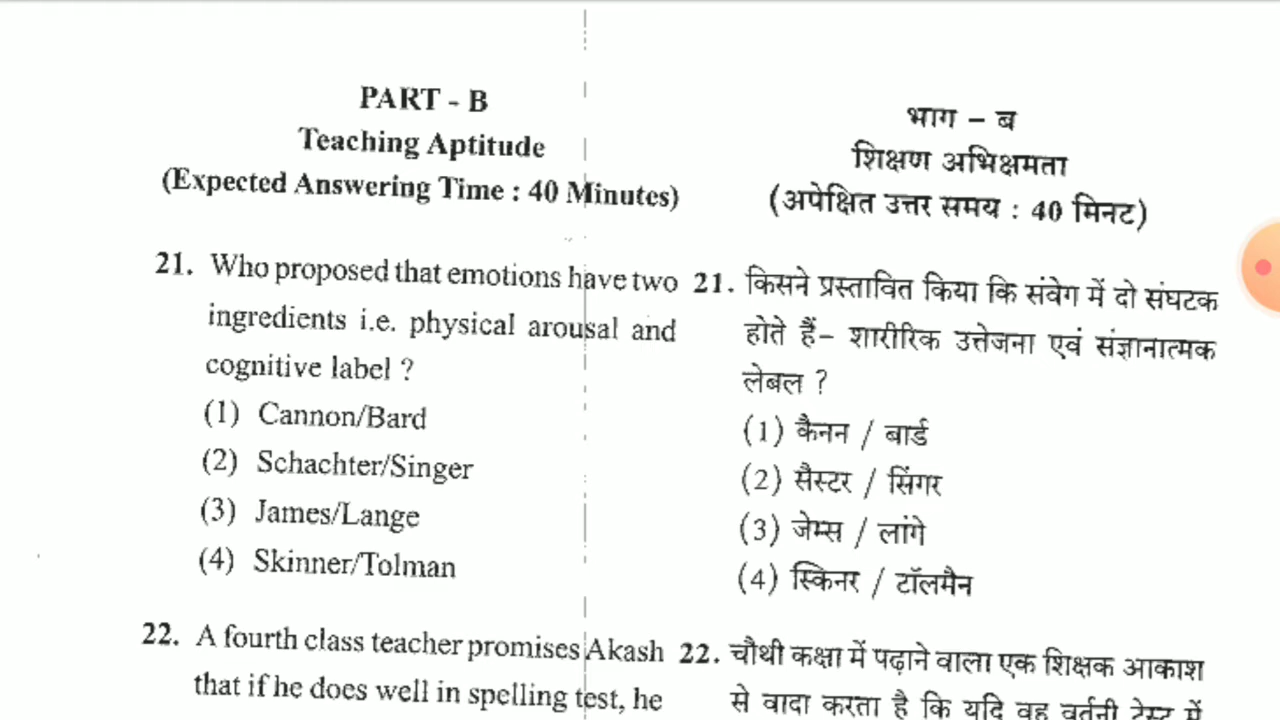 PART - B
Teaching Aptitude
(Expected Answering Time : 40 Minutes)
21. Who proposed that emotions have two
ingredients i.e. physical arousal and
cognitive label ?
(1) Cannon/Bard
(2) Schachter/Singer
(3) James/Lange
(4) Skinner/Tolman
22. A fourth class teacher promises Akash
that if he does well in spelling test, he
भाग – ब
शिक्षण अभिक्षमता
(अपेक्षित उत्तर समय : 40 मिनट)
21. किसने प्रस्तावित किया कि संवेग में दो संघटक
होते हैं– शारीरिक उत्तेजना एवं संज्ञानात्मक
लेबल ?
(1) कैनन / बार्ड
(2) सैस्टर / सिंगर
(3) जेम्स / लांगे
(4) स्किनर / टॉलमैन
22. चौथी कक्षा में पढ़ाने वाला एक शिक्षक आकाश
से वादा करता है कि यदि वह वर्तनी टेस्ट में